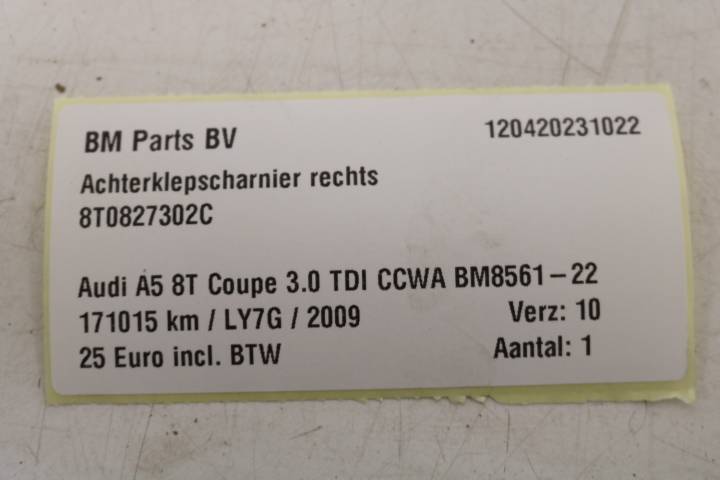 BM Parts BV 120420231022
Achterklepscharnier rechts
8T0827302C
Audi A5 8T Coupe 3.0 TDI CCWA BM8561-22
171015 km / LY7G / 2009 Verz: 10
25 Euro incl. BTW Aantal: 1